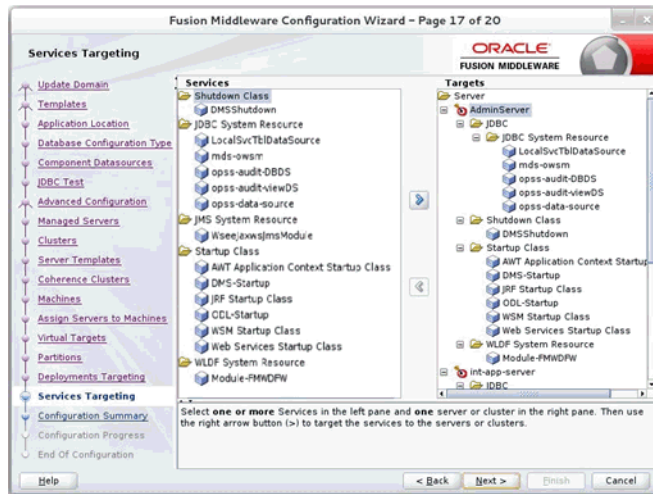 Fusion Middleware Configuration Wizard - Page 17 of 20
Services Targeting
ORACLE
FUSION MIDDLEWARE
Update Domain
Templates
Application Location
Database Configuration Type
Component Datasources
JDBC Test
Advanced Configuration
Managed Servers
Clusters
Server Templates
Coherence Clusters
Machines
Assign Servers to Machines
Virtual Targets
Partitions
Deployments Targeting
Services Targeting
Configuration Summary
Configuration Progress
End Of Configuration
Services
Shutdown Class
DMSShutdown
JDBC System Resource
LocalSvcTblDataSource
mds-owsm
opss-audit-DBDS
opss-audit-viewDS
opss-data-source
JMS System Resource
WseeJaxwsJmsModule
Startup Class
AWT Application Context Startup Class
DMS-Startup
JRF Startup Class
ODL-Startup
WSM Startup Class
Web Services Startup Class
WLDF System Resource
Module-FMWDFW
Targets
Server
AdminServer
JDBC
JDBC System Resource
LocalSvcTblDataSource
mds-owsm
opss-audit-DBDS
opss-audit-viewDS
opss-data-source
Shutdown Class
DMSShutdown
Startup Class
AWT Application Context Startup
DMS-Startup
JRF Startup Class
ODL-Startup
WSM Startup Class
Web Services Startup Class
WLDF System Resource
Module-FMWDFW
int-app-server
JDBC
Select one or more Services in the left pane and one server or cluster in the right pane. Then use
the right arrow button (>) to target the services to the servers or clusters.
Help
< Back
Next >
Finish
Cancel